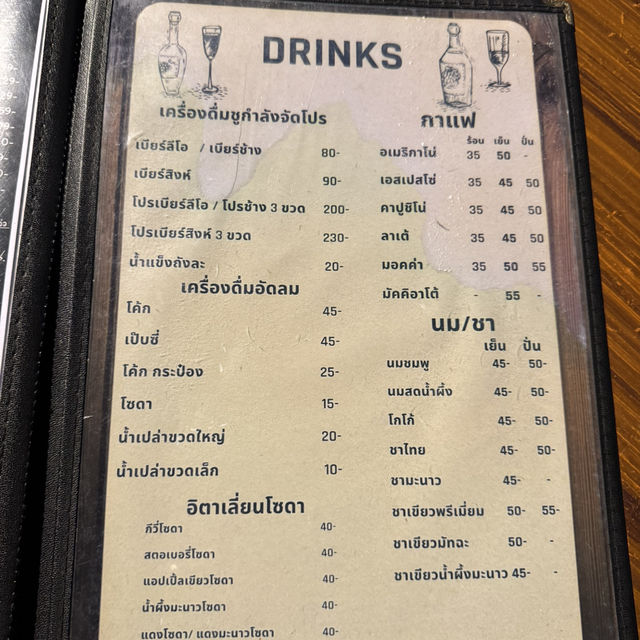 DRINKS
เครื่องดื่มชูกำลังจัดโปร
เบียร์ลีโอ / เบียร์ช้าง 80-
เบียร์สิงห์ 90-
โปรเบียร์ลีโอ / โปรช้าง 3 ขวด 200-
โปรเบียร์สิงห์ 3 ขวด 230-
น้ำแข็งถังละ 20-
เครื่องดื่มอัดลม
โค้ก 45-
เป๊บซี่ 45-
โค้ก กระป๋อง 25-
โซดา 15-
น้ำเปล่าขวดใหญ่ 20-
น้ำเปล่าขวดเล็ก 10-
อิตาเลี่ยนโซดา
กีวี่โซดา 40-
สตอเบอรี่โซดา 40-
แอปเปิ้ลเขียวโซดา 40-
น้ำผึ้งมะนาวโซดา 40-
แดงโซดา/ แดงมะนาวโซดา 40-
กาแฟ
ร้อน เย็น ปั่น
อเมริกาโน่ 35 50 -
เอสเปสโซ่ 35 45 50
คาปูชิโน่ 35 45 50
ลาเต้ 35 45 50
มอคค่า 35 50 55
มัคคิอาโต้ - 55 -
นม/ชา
เย็น ปั่น
นมชมพู 45- 50-
นมสดน้ำผึ้ง 45- 50-
โกโก้ 45- 50-
ชาไทย 45- 50-
ชามะนาว 45- -
ชาเขียวพรีเมี่ยม 50- 55-
ชาเขียวมัทฉะ 50- -
ชาเขียวน้ำผึ้งมะนาว 45- -